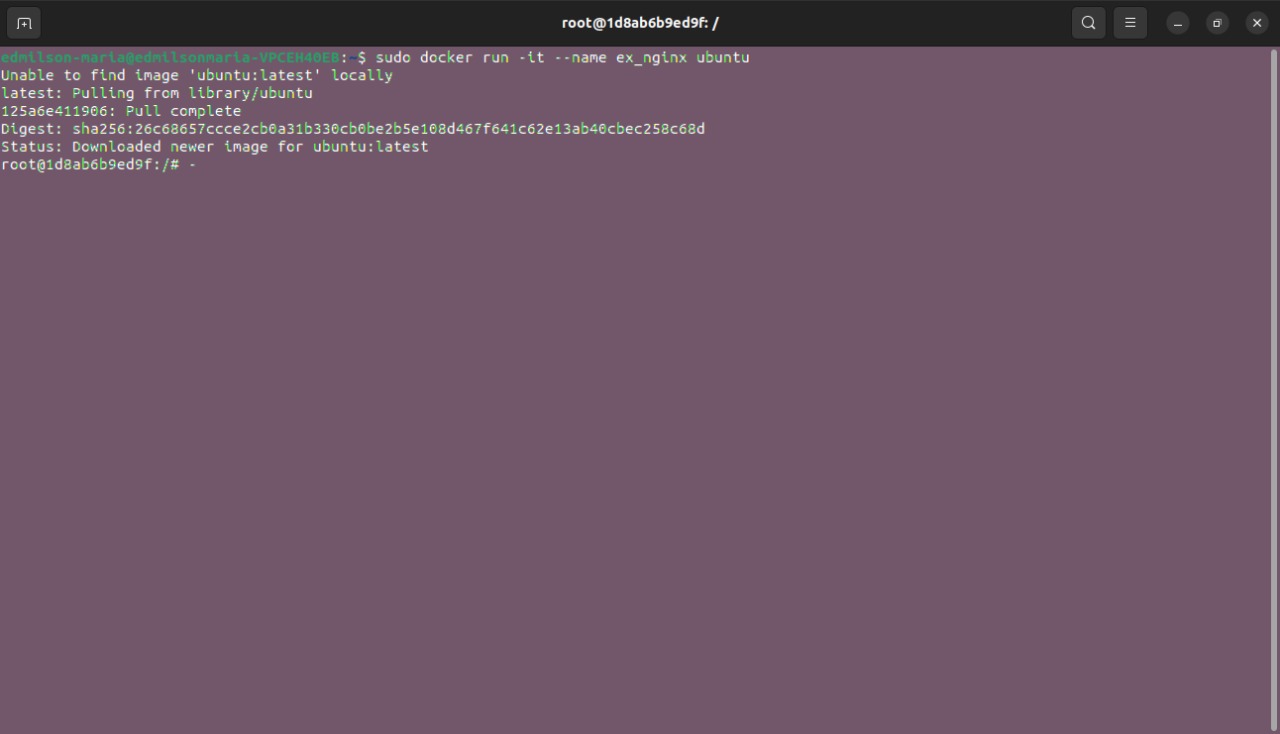 root@1d8ab6b9ed9f: /
edmilson-maria@edmilsonmaria-VPCEH40EB:~$ sudo docker run -it --name ex_nginx ubuntu
Unable to find image 'ubuntu:latest' locally
latest: Pulling from library/ubuntu
125a6e411906: Pull complete
Digest: sha256:26c68657ccce2cb0a31b330cb0be2b5e108d467f641c62e13ab40cbec258c68d
Status: Downloaded newer image for ubuntu:latest
root@1d8ab6b9ed9f:/# -